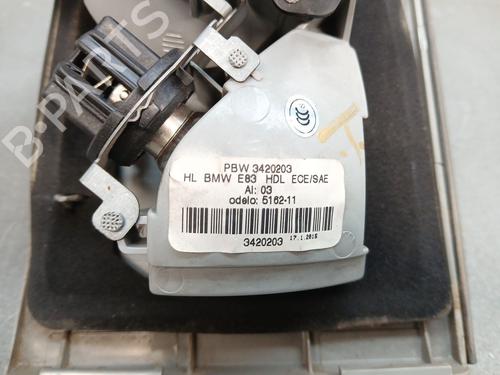 B-PARTS
PBW 3420203
HL BMW E83 HDL ECE/SAE
AI: 03
odelo: 5162-11
3420203 17.1.2015